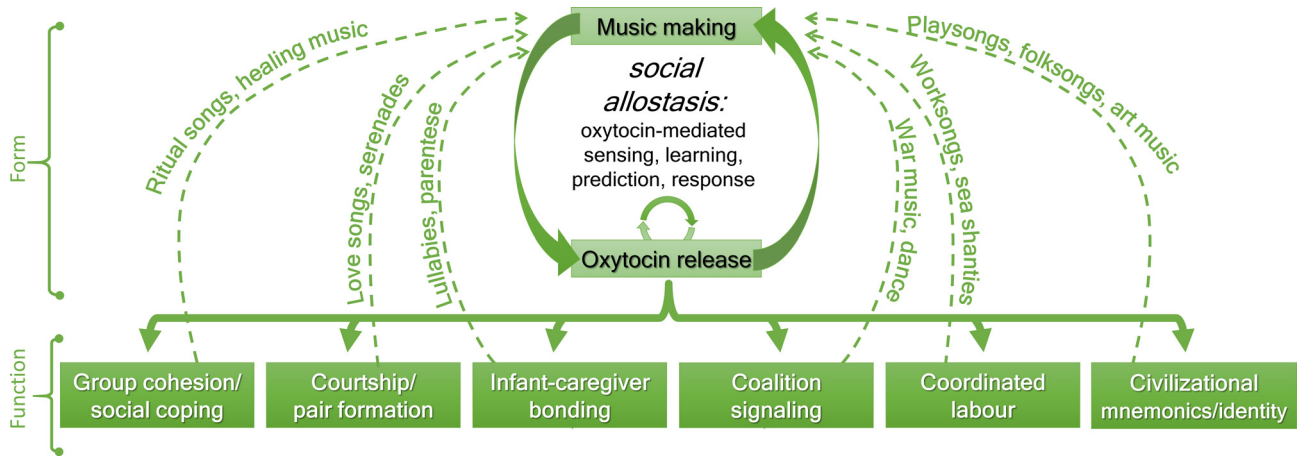 Music making
social
allostasis:
oxytocin-mediated
sensing, learning,
prediction, response
Oxytocin release
Form
Ritual songs, healing music
Love songs, serenades
Lullabies, parentese
War music, dance
Worksongs, sea shanties
Playsongs, folksongs, art music
Function
Group cohesion/
social coping
Courtship/
pair formation
Infant-caregiver
bonding
Coalition
signaling
Coordinated
labour
Civilizational
mnemonics/identity